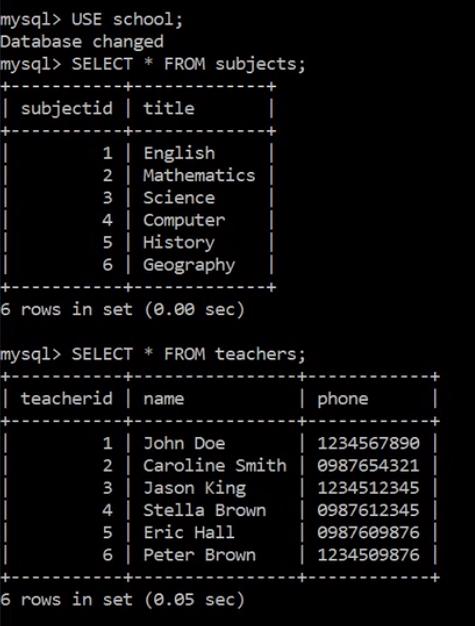 mysql> USE school;
Database changed
mysql> SELECT * FROM subjects;
+-----------+-------------+
| subjectid | title       |
+-----------+-------------+
|         1 | English     |
|         2 | Mathematics |
|         3 | Science     |
|         4 | Computer    |
|         5 | History     |
|         6 | Geography   |
+-----------+-------------+
6 rows in set (0.00 sec)

mysql> SELECT * FROM teachers;
+-----------+----------------+------------+
| teacherid | name           | phone      |
+-----------+----------------+------------+
|         1 | John Doe       | 1234567890 |
|         2 | Caroline Smith | 0987654321 |
|         3 | Jason King     | 1234512345 |
|         4 | Stella Brown   | 0987612345 |
|         5 | Eric Hall      | 0987609876 |
|         6 | Peter Brown    | 1234509876 |
+-----------+----------------+------------+
6 rows in set (0.05 sec)